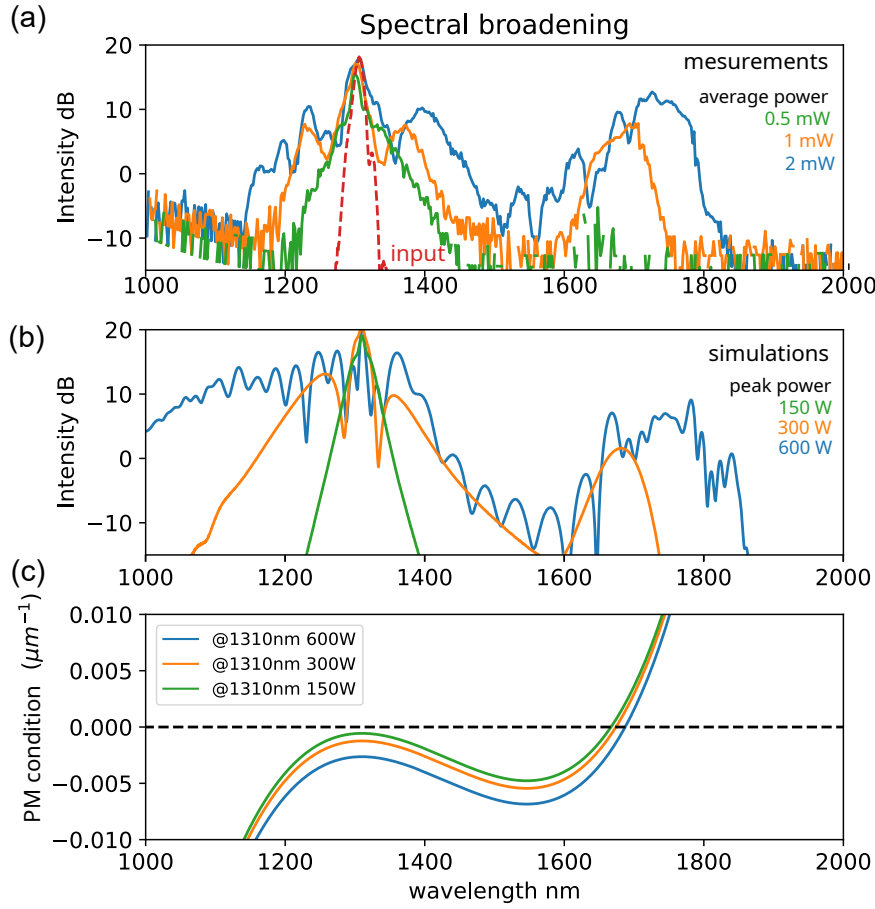 (a)
Spectral broadening
20
10
0
−10
Intensity dB
mesurements
average power
0.5 mW
1 mW
2 mW
input
1000 1200 1400 1600 1800 2000
(b)
20
10
0
−10
Intensity dB
simulations
peak power
150 W
300 W
600 W
1000 1200 1400 1600 1800 2000
(c)
0.010
0.005
0.000
−0.005
−0.010
PM condition (μm⁻¹)
@1310nm 600W
@1310nm 300W
@1310nm 150W
1000 1200 1400 1600 1800 2000
wavelength nm